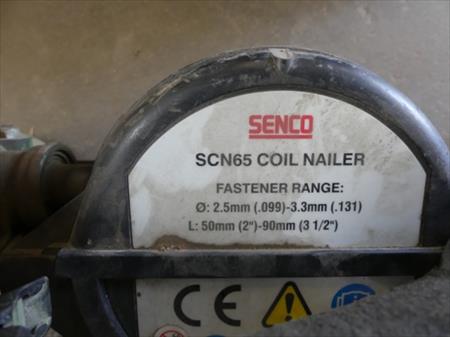 SENCO
SCN65 COIL NAILER
FASTENER RANGE:
Ø: 2.5mm (.099)-3.3mm (.131)
L: 50mm (2")-90mm (3 1/2")
CE